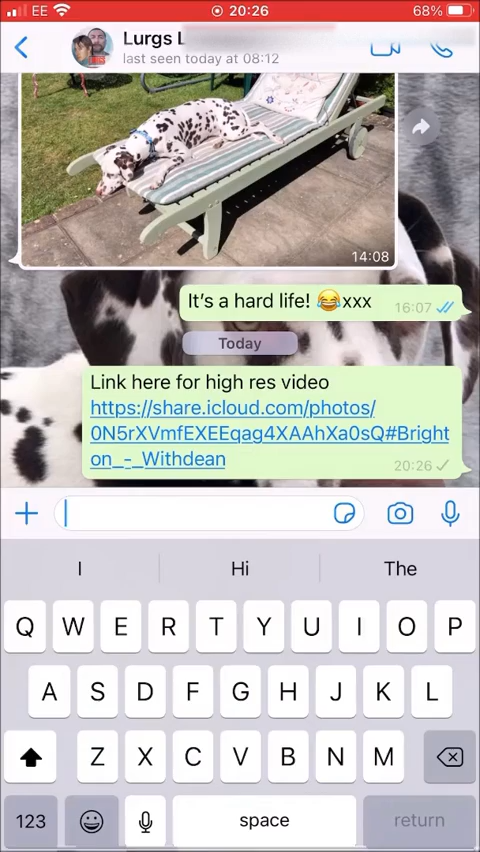 EE 20:26 68%
Lurgs L
last seen today at 08:12
14:08
It's a hard life! 😂xxx 16:07
Today
Link here for high res video
https://share.icloud.com/photos/
0N5rXVmfEXEEqag4XAAhXa0sQ#Bright
on_-_Withdean
20:26
I Hi The
Q W E R T Y U I O P
A S D F G H J K L
Z X C V B N M
123 space return